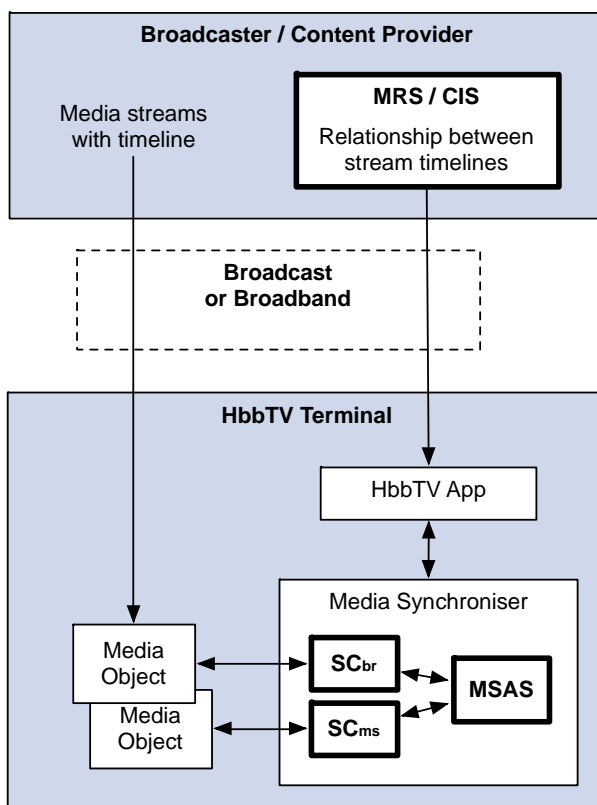 Broadcaster / Content Provider
Media streams
with timeline
MRS / CIS
Relationship between
stream timelines
Broadcast
or Broadband
HbbTV Terminal
HbbTV App
Media Synchroniser
Media
Object
Media
Object
SCbr
SCms
MSAS